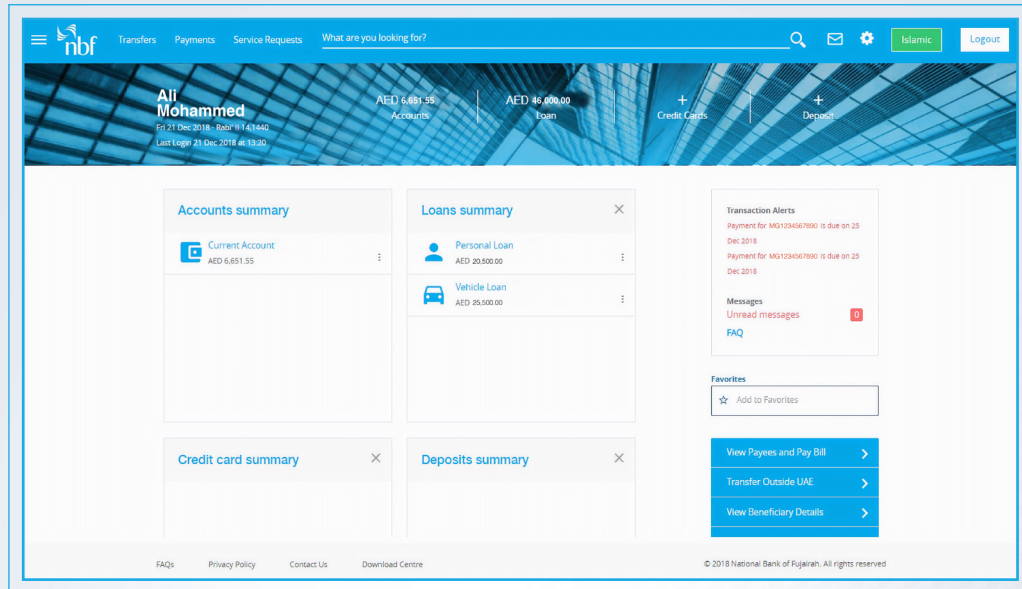 nbf
Transfers Payments Service Requests What are you looking for? Islamic Logout
Ali
Mohammed
Fri 21 Dec 2018 - Rabi' II 14,1440
Last Login 21 Dec 2018 at 13:20
AED 6,651.55
Accounts
AED 46,000.00
Loan
+
Credit Cards
+
Deposit
Accounts summary
Current Account
AED 6,651.55
Loans summary
Personal Loan
AED 20,500.00
Vehicle Loan
AED 25,500.00
Transaction Alerts
Payment for MG1234567890 is due on 25
Dec 2018
Payment for MG1234567890 is due on 25
Dec 2018
Messages
Unread messages 0
FAQ
Favorites
Add to Favorites
Credit card summary
Deposits summary
View Payees and Pay Bill
Transfer Outside UAE
View Beneficiary Details
FAQs Privacy Policy Contact Us Download Centre
© 2018 National Bank of Fujairah. All rights reserved